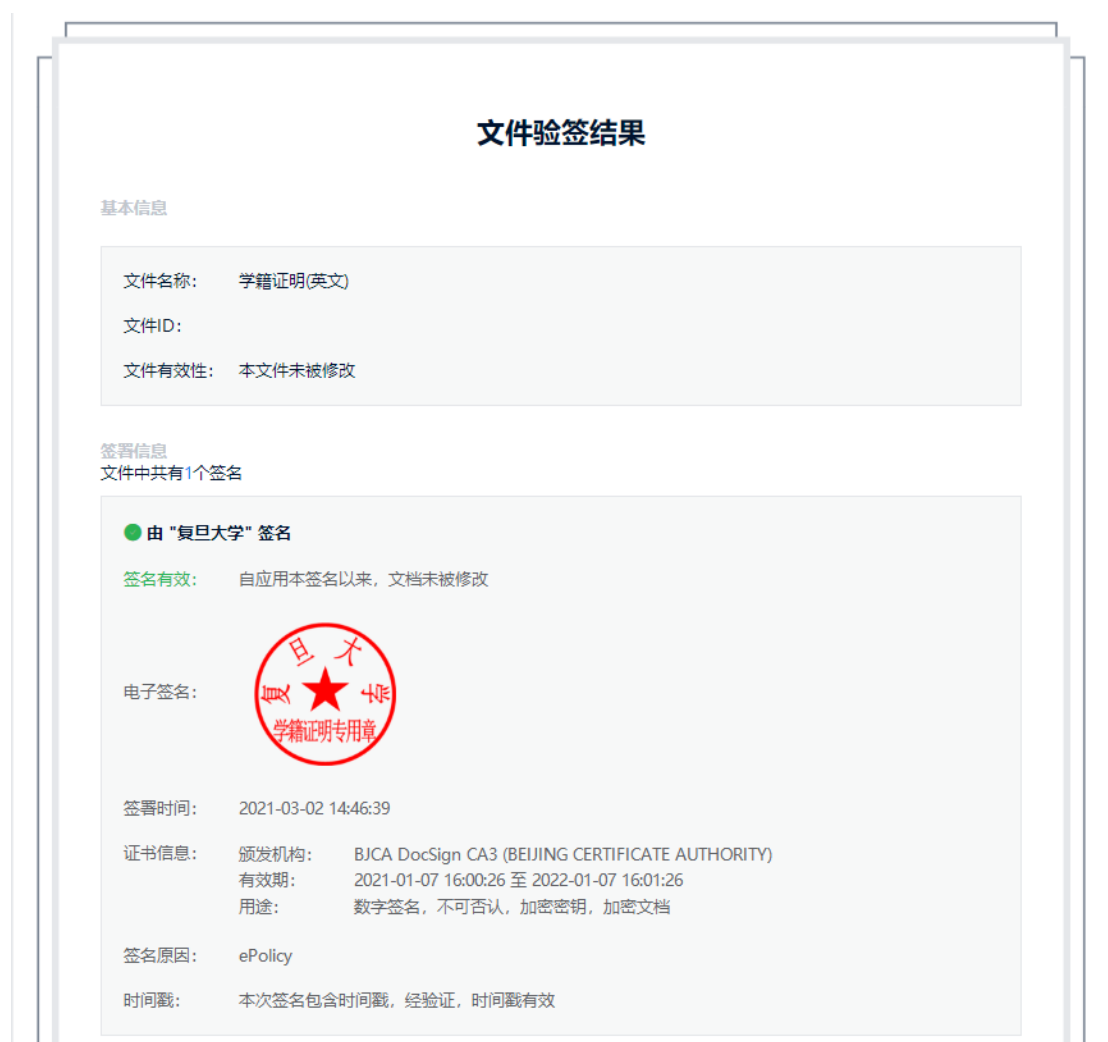 文件验签结果
基本信息
文件名称: 学籍证明(英文)
文件ID:
文件有效性: 本文件未被修改
签署信息
文件中共有1个签名
由 "复旦大学" 签名
签名有效: 自应用本签名以来，文档未被修改
电子签名:
复旦大学
学籍证明专用章
签署时间: 2021-03-02 14:46:39
证书信息: 颁发机构: BJCA DocSign CA3 (BEIJING CERTIFICATE AUTHORITY)
有效期: 2021-01-07 16:00:26 至 2022-01-07 16:01:26
用途: 数字签名，不可否认，加密密钥，加密文档
签名原因: ePolicy
时间戳: 本次签名包含时间戳，经验证，时间戳有效